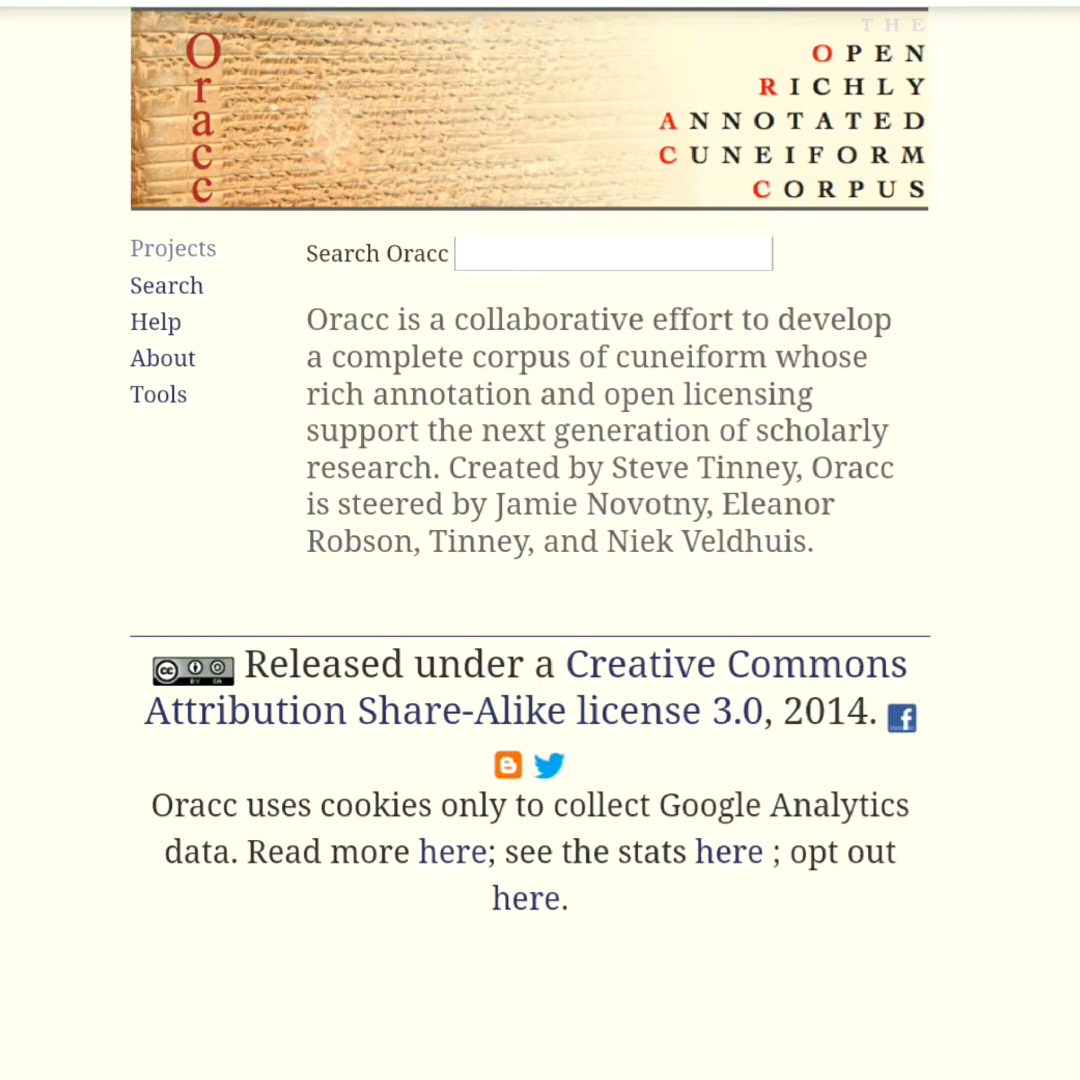 Oracc
THE
OPEN
RICHLY
ANNOTATED
CUNEIFORM
CORPUS
Projects
Search
Help
About
Tools
Search Oracc
Oracc is a collaborative effort to develop
a complete corpus of cuneiform whose
rich annotation and open licensing
support the next generation of scholarly
research. Created by Steve Tinney, Oracc
is steered by Jamie Novotny, Eleanor
Robson, Tinney, and Niek Veldhuis.
cc BY SA Released under a Creative Commons
Attribution Share-Alike license 3.0, 2014. f
Oracc uses cookies only to collect Google Analytics
data. Read more here; see the stats here ; opt out
here.